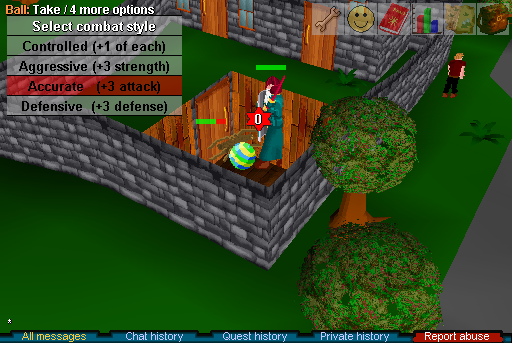 Ball: Take / 4 more options
Select combat style
Controlled (+1 of each)
Aggressive (+3 strength)
Accurate (+3 attack)
Defensive (+3 defense)
0
*
All messages Chat history Quest history Private history Report abuse